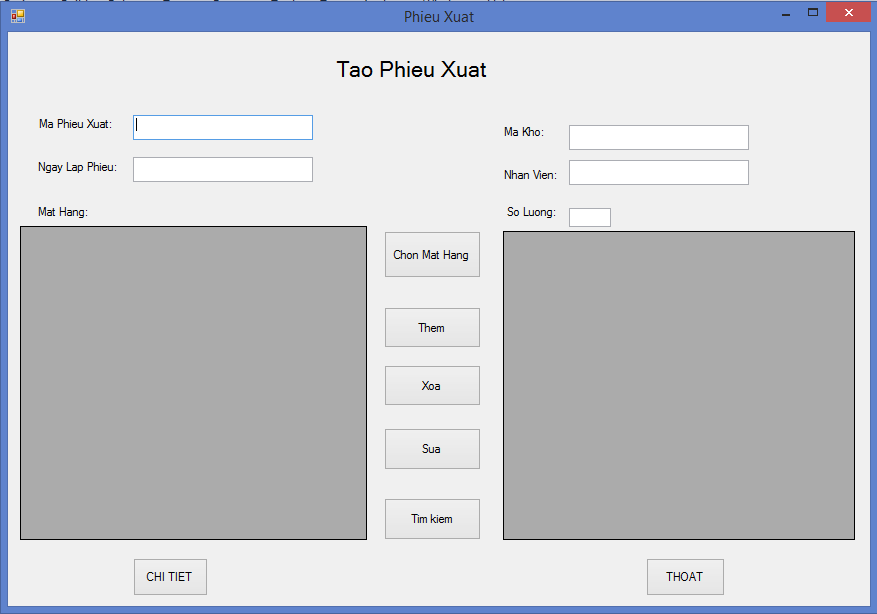 Phieu Xuat
Tao Phieu Xuat
Ma Phieu Xuat:
Ma Kho:
Ngay Lap Phieu:
Nhan Vien:
Mat Hang:
So Luong:
Chon Mat Hang
Them
Xoa
Sua
Tim kiem
CHI TIET
THOAT